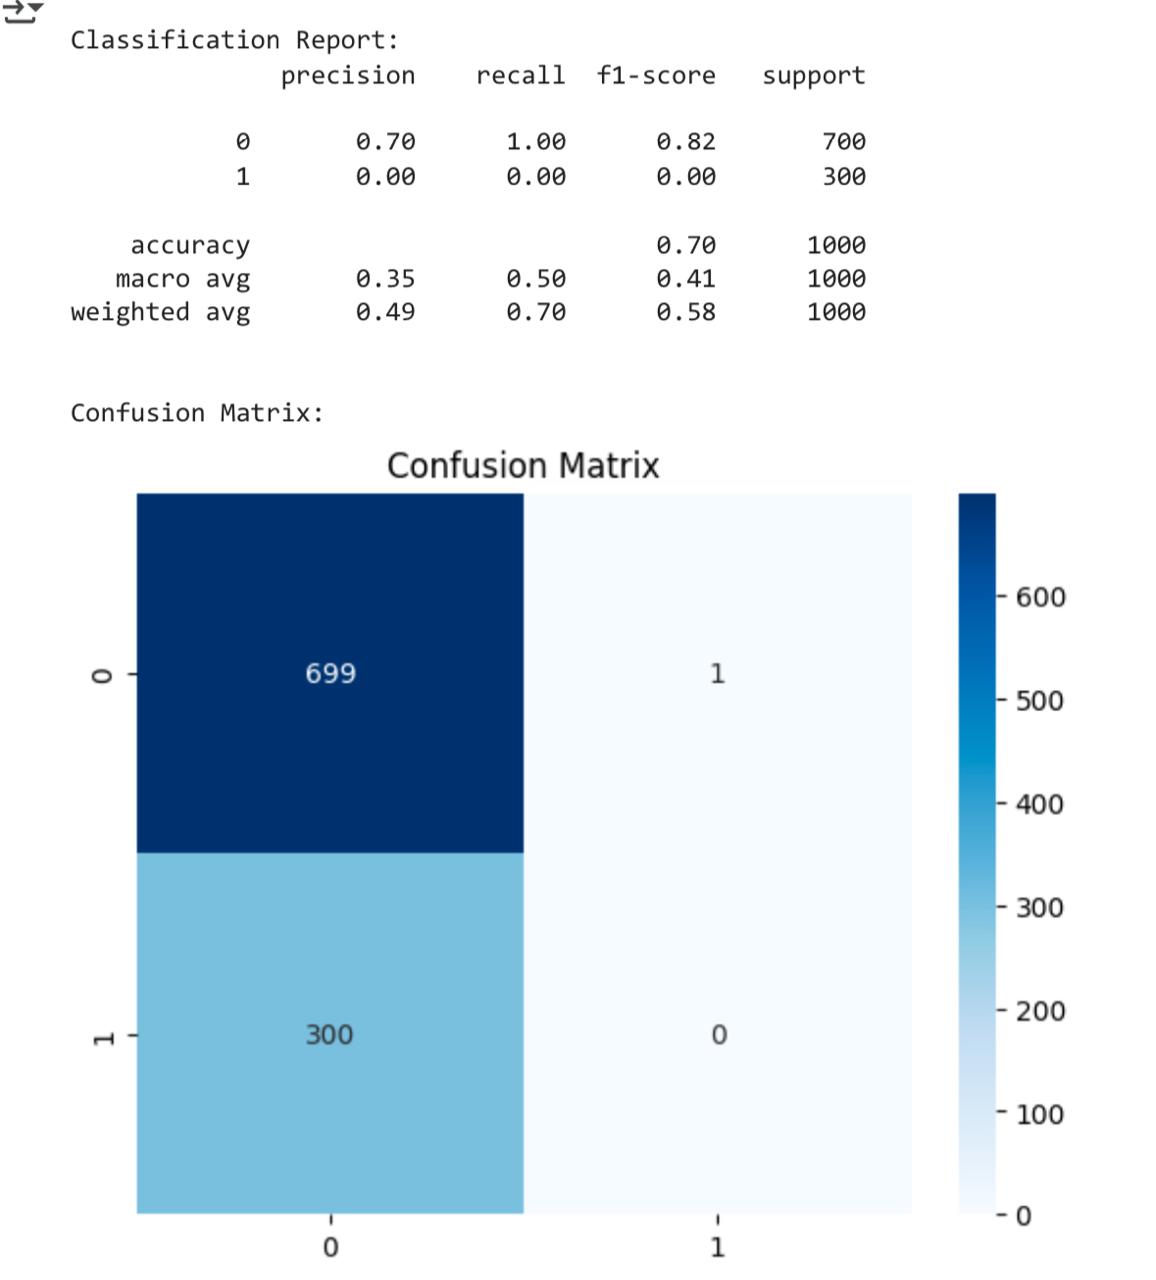 Classification Report:
precision recall f1-score support
0 0.70 1.00 0.82 700
1 0.00 0.00 0.00 300
accuracy 0.70 1000
macro avg 0.35 0.50 0.41 1000
weighted avg 0.49 0.70 0.58 1000
Confusion Matrix:
Confusion Matrix
0 699 1
1 300 0
0 1
600
500
400
300
200
100
0